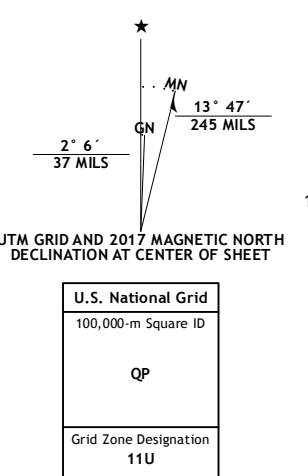 ★
MN
GN
13° 47´
245 MILS
2° 6´
37 MILS
UTM GRID AND 2017 MAGNETIC NORTH
DECLINATION AT CENTER OF SHEET
U.S. National Grid
100,000-m Square ID
QP
Grid Zone Designation
11U